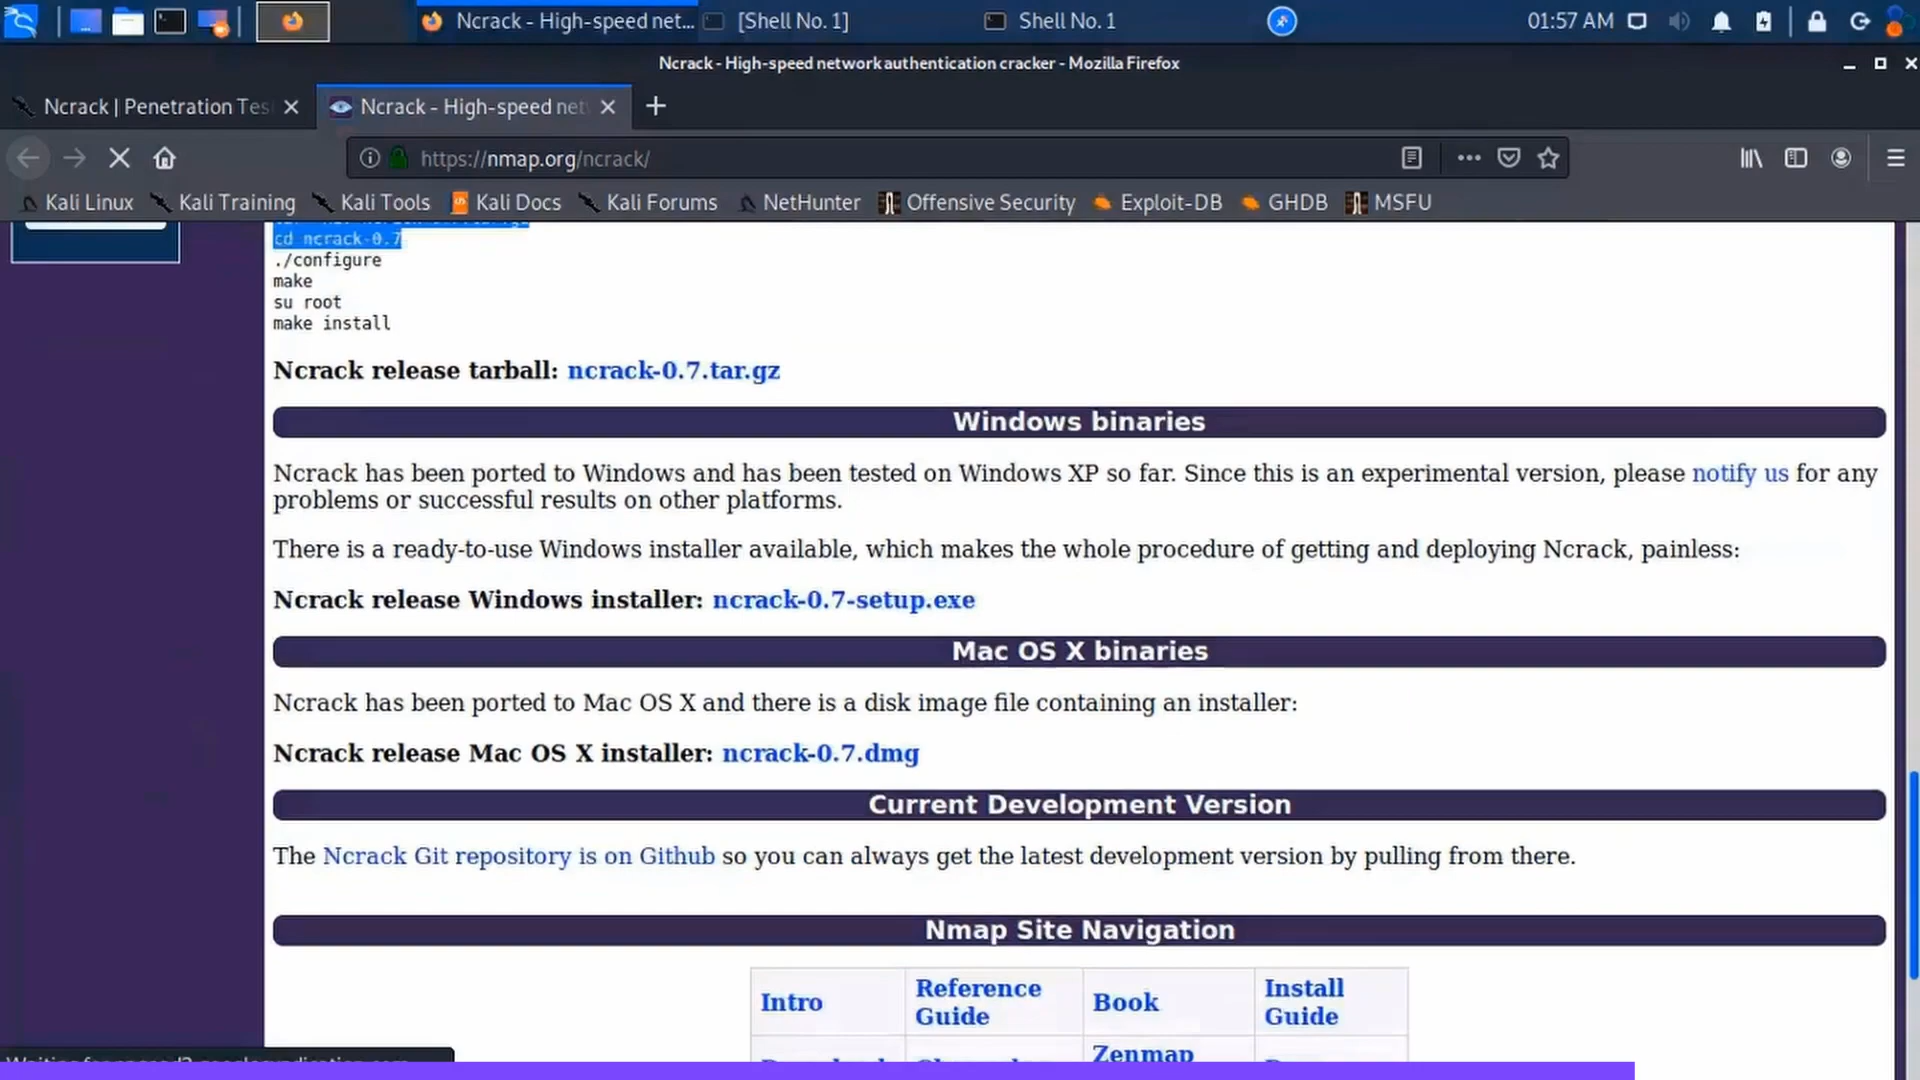 Ncrack - High-speed net...
[Shell No. 1]
Shell No. 1
01:57 AM
Ncrack - High-speed network authentication cracker - Mozilla Firefox
Ncrack | Penetration Tes
Ncrack - High-speed net
https://nmap.org/ncrack/
Kali Linux
Kali Training
Kali Tools
Kali Docs
Kali Forums
NetHunter
Offensive Security
Exploit-DB
GHDB
MSFU
cd ncrack-0.7
./configure
make
su root
make install
Ncrack release tarball: ncrack-0.7.tar.gz
Windows binaries
Ncrack has been ported to Windows and has been tested on Windows XP so far. Since this is an experimental version, please notify us for any
problems or successful results on other platforms.
There is a ready-to-use Windows installer available, which makes the whole procedure of getting and deploying Ncrack, painless:
Ncrack release Windows installer: ncrack-0.7-setup.exe
Mac OS X binaries
Ncrack has been ported to Mac OS X and there is a disk image file containing an installer:
Ncrack release Mac OS X installer: ncrack-0.7.dmg
Current Development Version
The Ncrack Git repository is on Github so you can always get the latest development version by pulling from there.
Nmap Site Navigation
Intro
Reference
Guide
Book
Install
Guide
Zenmap